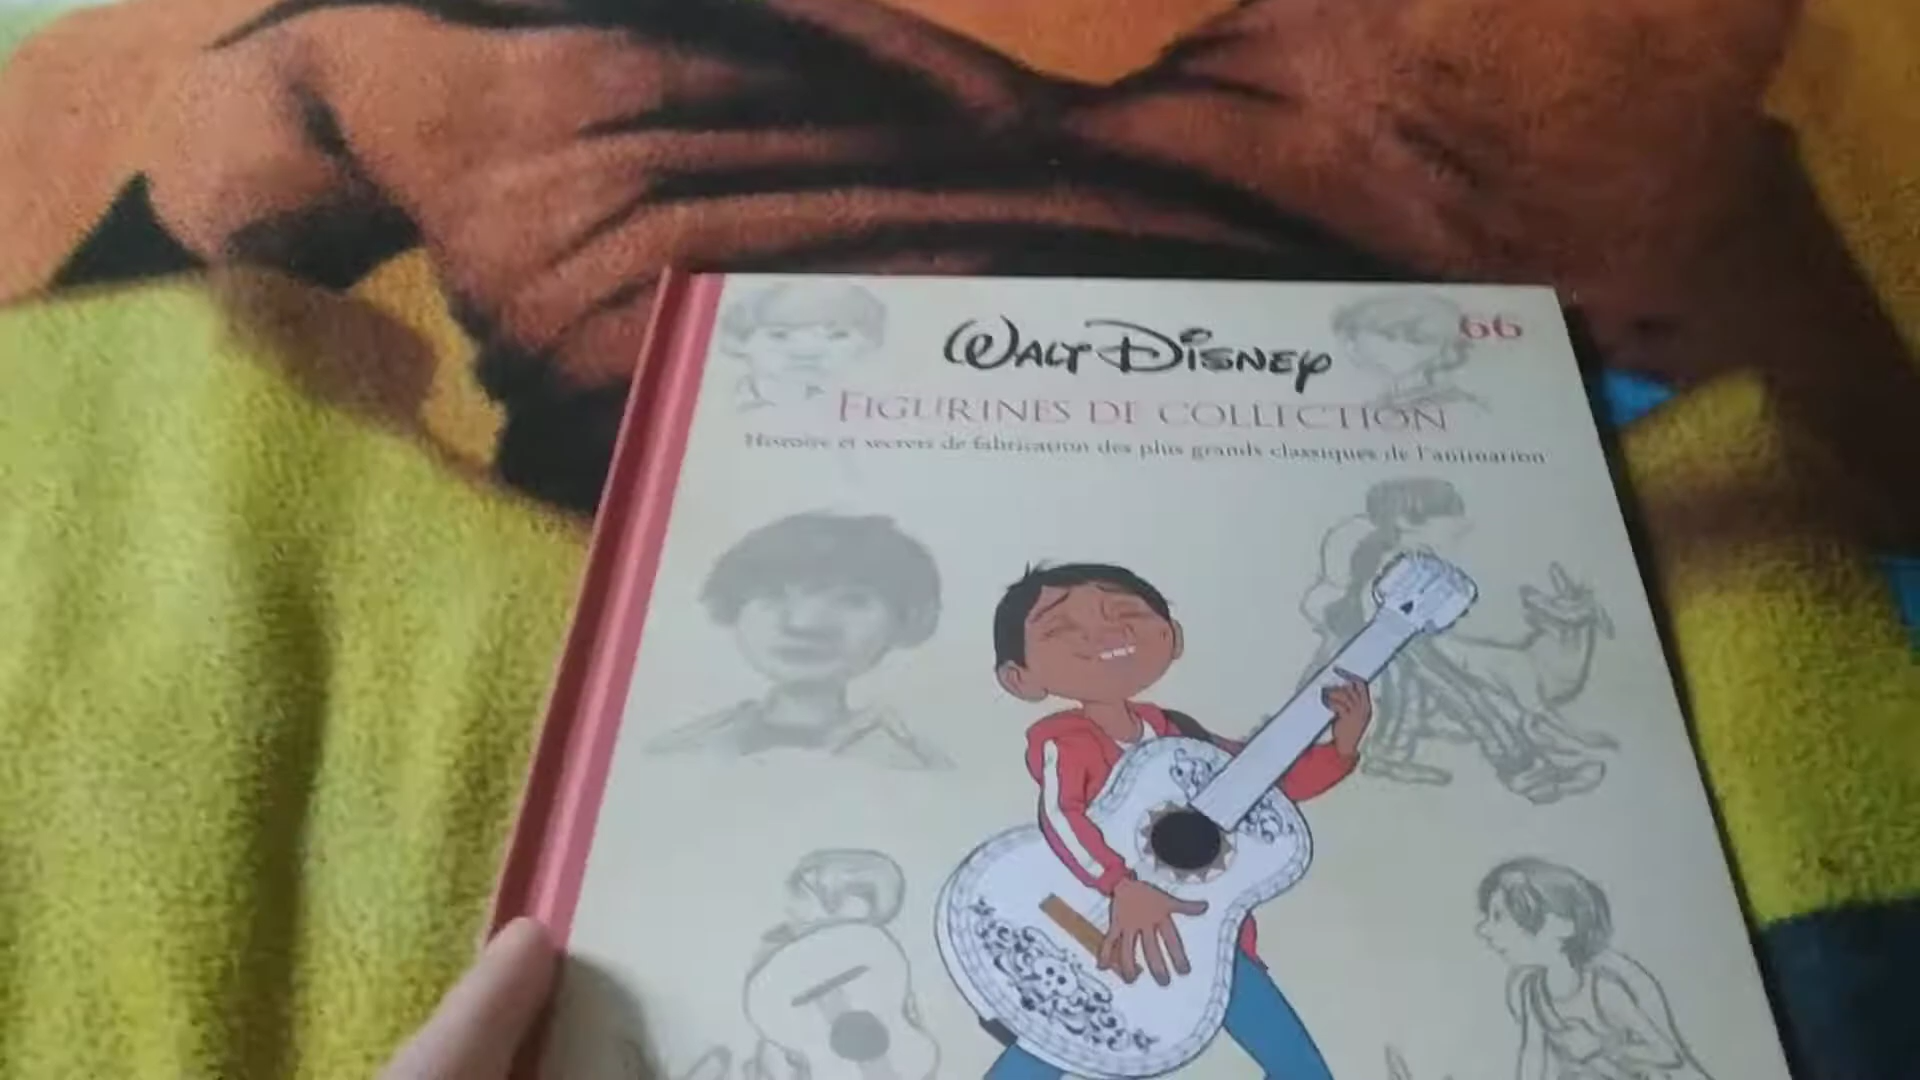 66
WALT DISNEY
FIGURINES DE COLLECTION
Histoire et secrets de fabrication des plus grands classiques de l'animation